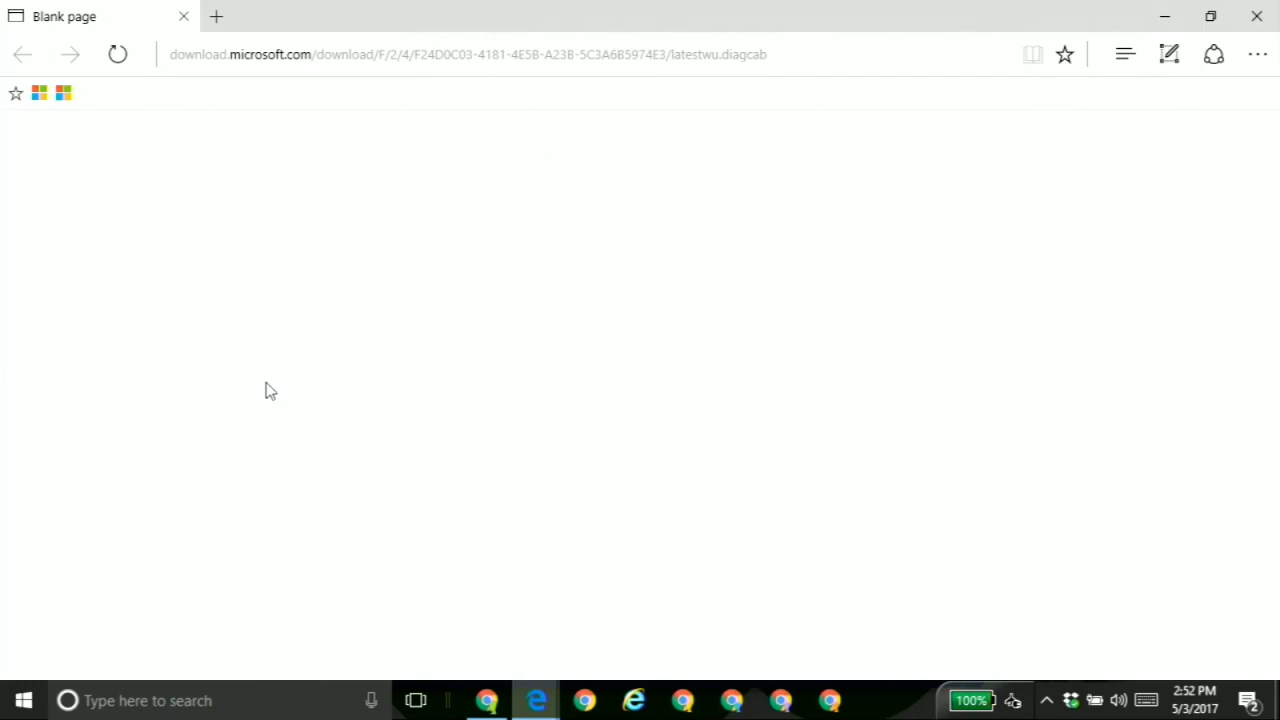 Blank page
download.microsoft.com/download/F/2/4/F24D0C03-4181-4E5B-A23B-5C3A6B5974E3/latestwu.diagcab
Type here to search
100%
2:52 PM
5/3/2017
2